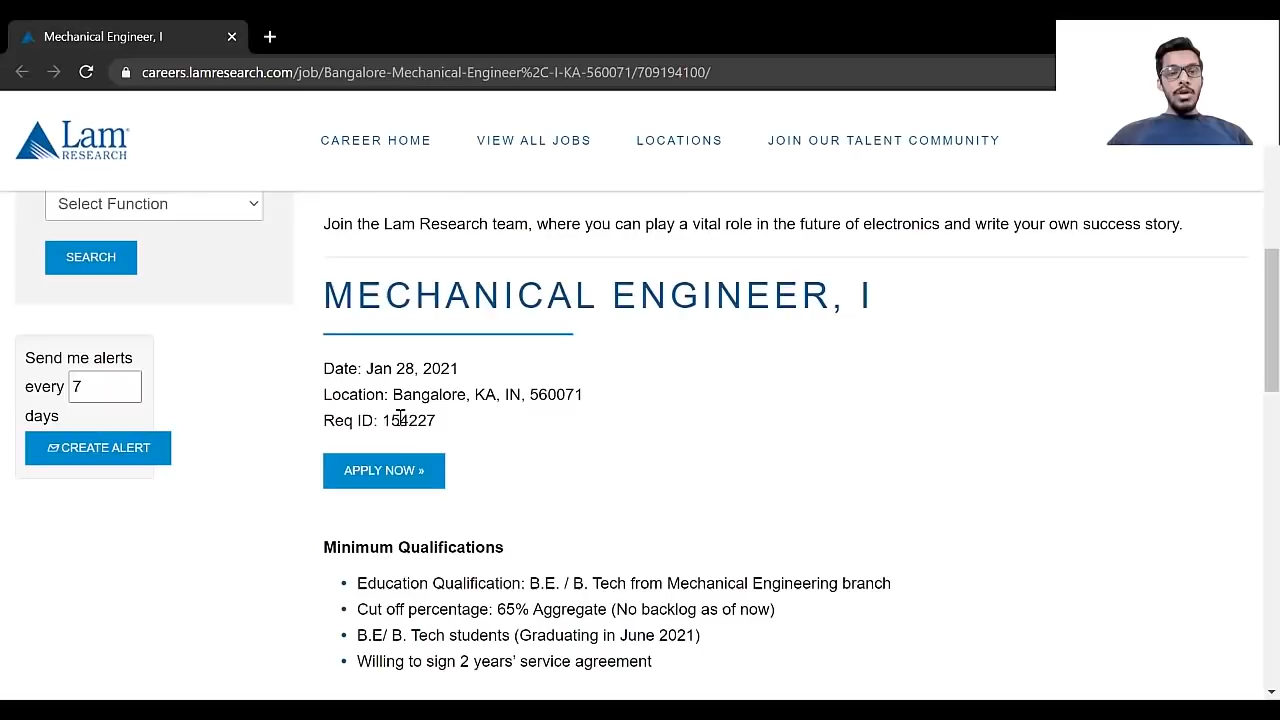 Mechanical Engineer, I
careers.lamresearch.com/job/Bangalore-Mechanical-Engineer%2C-I-KA-560071/709194100/
Lam
RESEARCH
CAREER HOME VIEW ALL JOBS LOCATIONS JOIN OUR TALENT COMMUNITY
Select Function
SEARCH
Send me alerts
every 7
days
CREATE ALERT
Join the Lam Research team, where you can play a vital role in the future of electronics and write your own success story.
MECHANICAL ENGINEER, I
Date: Jan 28, 2021
Location: Bangalore, KA, IN, 560071
Req ID: 154227
APPLY NOW »
Minimum Qualifications
• Education Qualification: B.E. / B. Tech from Mechanical Engineering branch
• Cut off percentage: 65% Aggregate (No backlog as of now)
• B.E/ B. Tech students (Graduating in June 2021)
• Willing to sign 2 years’ service agreement